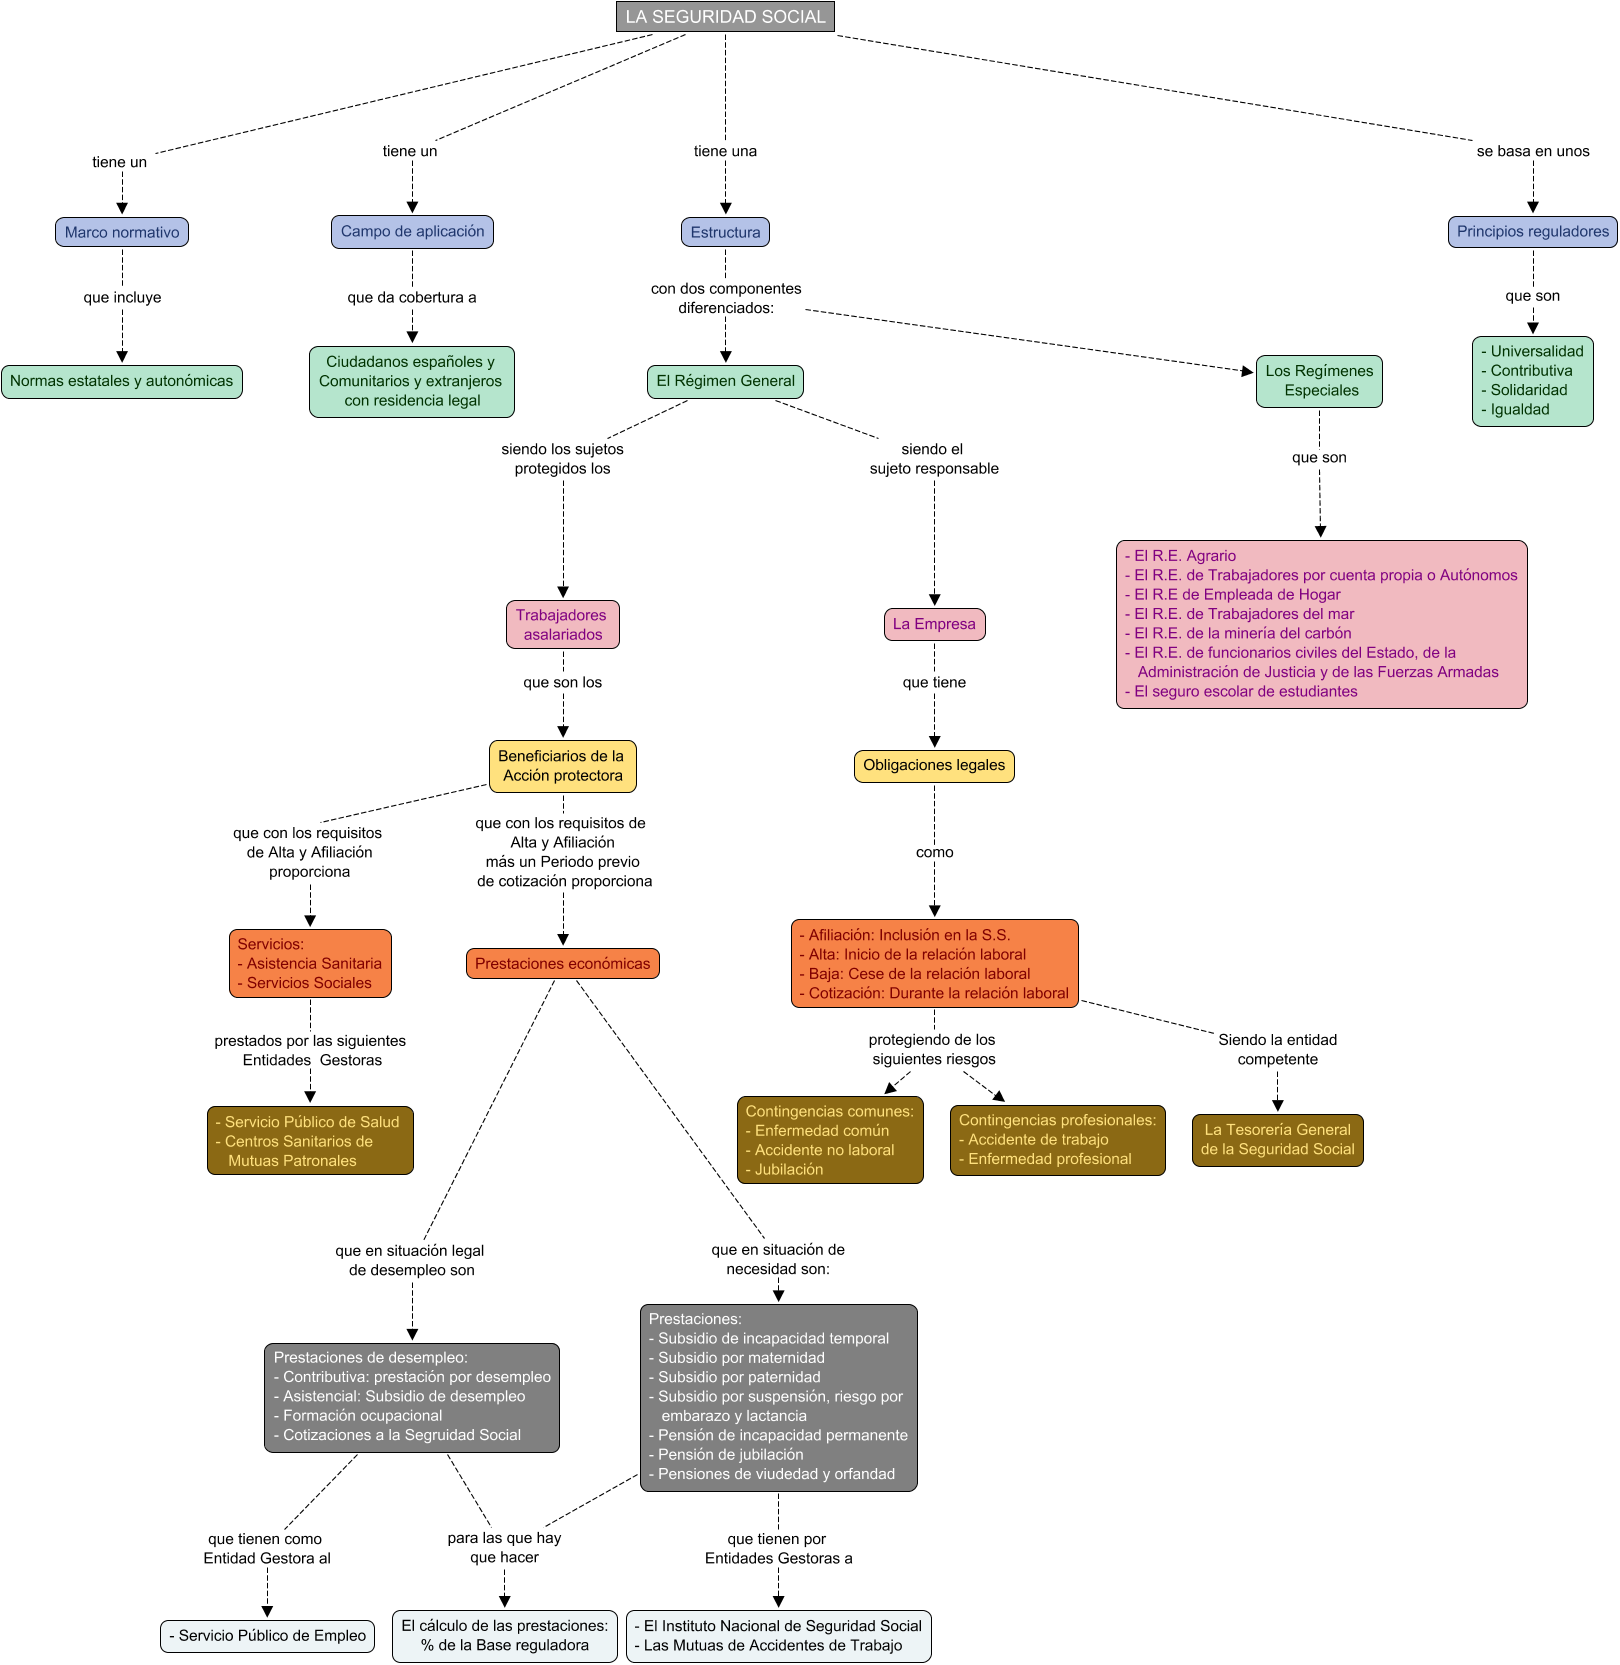 LA SEGURIDAD SOCIAL
tiene un
tiene un
tiene una
se basa en unos
Marco normativo
Campo de aplicación
Estructura
Principios reguladores
que incluye
que da cobertura a
con dos componentes
diferenciados:
que son
Normas estatales y autonómicas
Ciudadanos españoles y
Comunitarios y extranjeros
con residencia legal
El Régimen General
Los Regímenes
Especiales
- Universalidad
- Contributiva
- Solidaridad
- Igualdad
siendo los sujetos
protegidos los
siendo el
sujeto responsable
que son
- El R.E. Agrario
- El R.E. de Trabajadores por cuenta propia o Autónomos
- El R.E de Empleada de Hogar
- El R.E. de Trabajadores del mar
- El R.E. de la minería del carbón
- El R.E. de funcionarios civiles del Estado, de la
Administración de Justicia y de las Fuerzas Armadas
- El seguro escolar de estudiantes
Trabajadores
asalariados
La Empresa
que son los
que tiene
Beneficiarios de la
Acción protectora
Obligaciones legales
que con los requisitos
de Alta y Afiliación
proporciona
que con los requisitos de
Alta y Afiliación
más un Periodo previo
de cotización proporciona
como
Servicios:
- Asistencia Sanitaria
- Servicios Sociales
Prestaciones económicas
- Afiliación: Inclusión en la S.S.
- Alta: Inicio de la relación laboral
- Baja: Cese de la relación laboral
- Cotización: Durante la relación laboral
prestados por las siguientes
Entidades  Gestoras
protegiendo de los
siguientes riesgos
Siendo la entidad
competente
- Servicio Público de Salud
- Centros Sanitarios de
Mutuas Patronales
Contingencias comunes:
- Enfermedad común
- Accidente no laboral
- Jubilación
Contingencias profesionales:
- Accidente de trabajo
- Enfermedad profesional
La Tesorería General
de la Seguridad Social
que en situación legal
de desempleo son
que en situación de
necesidad son:
Prestaciones de desempleo:
- Contributiva: prestación por desempleo
- Asistencial: Subsidio de desempleo
- Formación ocupacional
- Cotizaciones a la Segruidad Social
Prestaciones:
- Subsidio de incapacidad temporal
- Subsidio por maternidad
- Subsidio por paternidad
- Subsidio por suspensión, riesgo por
embarazo y lactancia
- Pensión de incapacidad permanente
- Pensión de jubilación
- Pensiones de viudedad y orfandad
que tienen como
Entidad Gestora al
para las que hay
que hacer
que tienen por
Entidades Gestoras a
- Servicio Público de Empleo
El cálculo de las prestaciones:
% de la Base reguladora
- El Instituto Nacional de Seguridad Social
- Las Mutuas de Accidentes de Trabajo